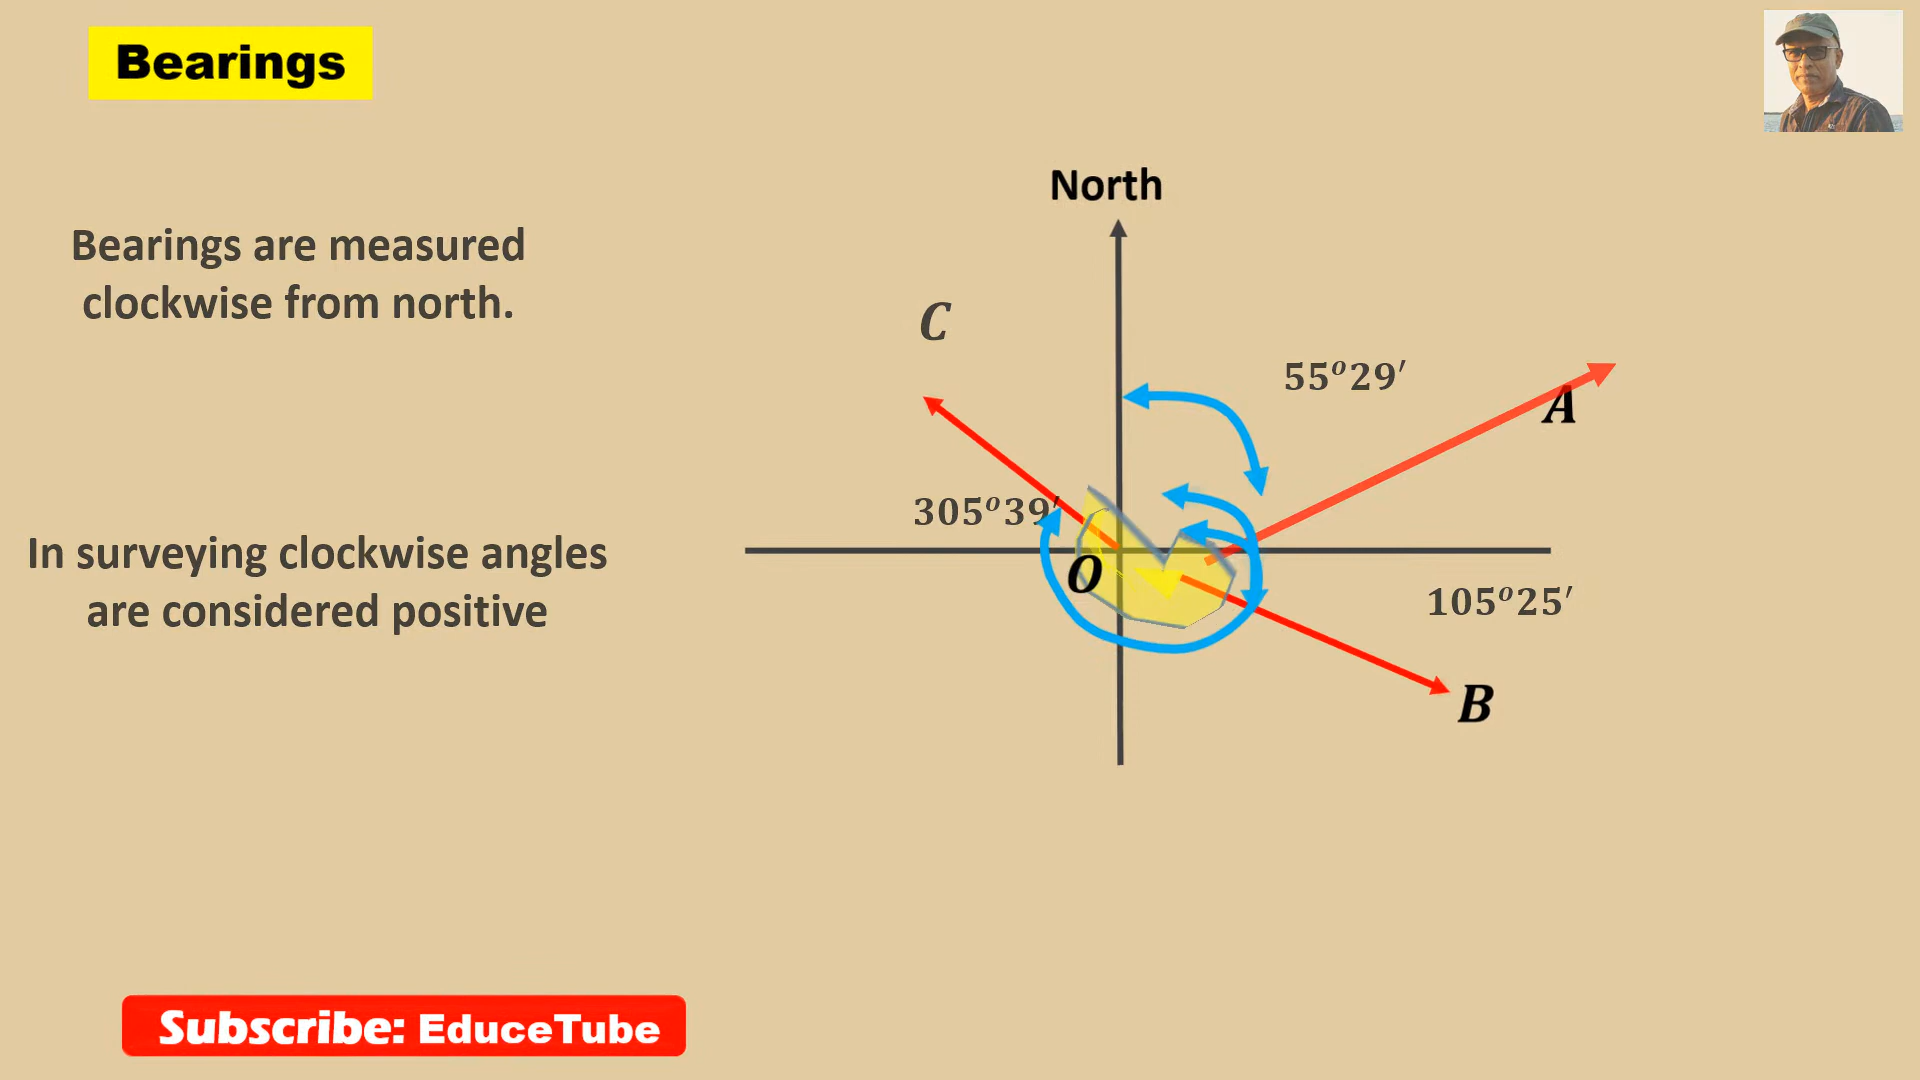 Bearings
North
Bearings are measured
clockwise from north.
C
55°29′
A
305°39′
In surveying clockwise angles
are considered positive
O
105°25′
B
Subscribe: EduceTube